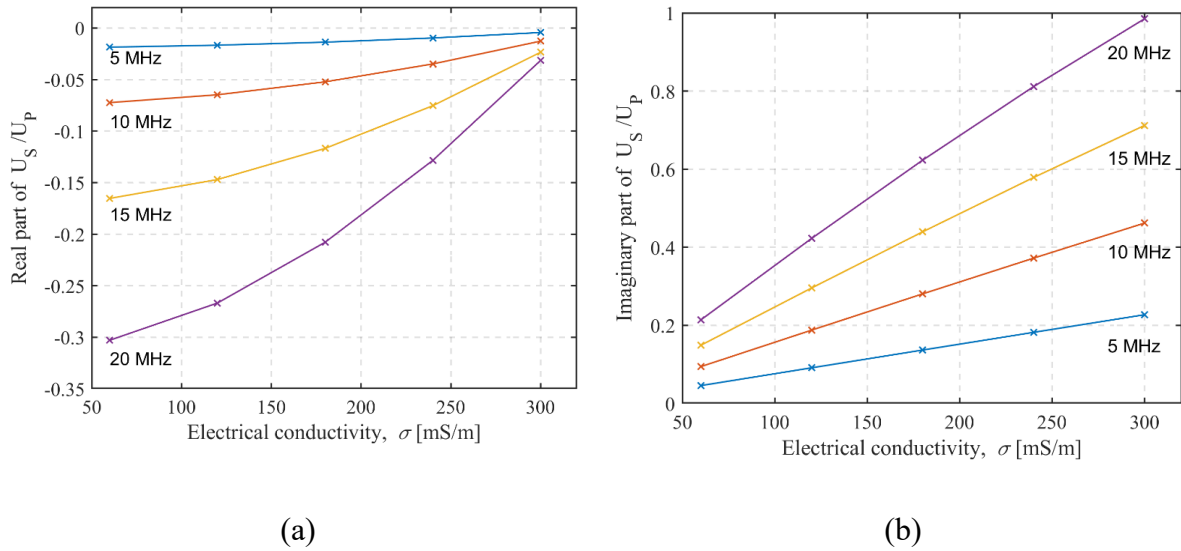 0
-0.05
-0.1
-0.15
-0.2
-0.25
-0.3
-0.35
50
100
150
200
250
300
Real part of U_S /U_P
Electrical conductivity, σ [mS/m]
5 MHz
10 MHz
15 MHz
20 MHz
(a)
1
0.8
0.6
0.4
0.2
0
50
100
150
200
250
300
Imaginary part of U_S /U_P
Electrical conductivity, σ [mS/m]
20 MHz
15 MHz
10 MHz
5 MHz
(b)